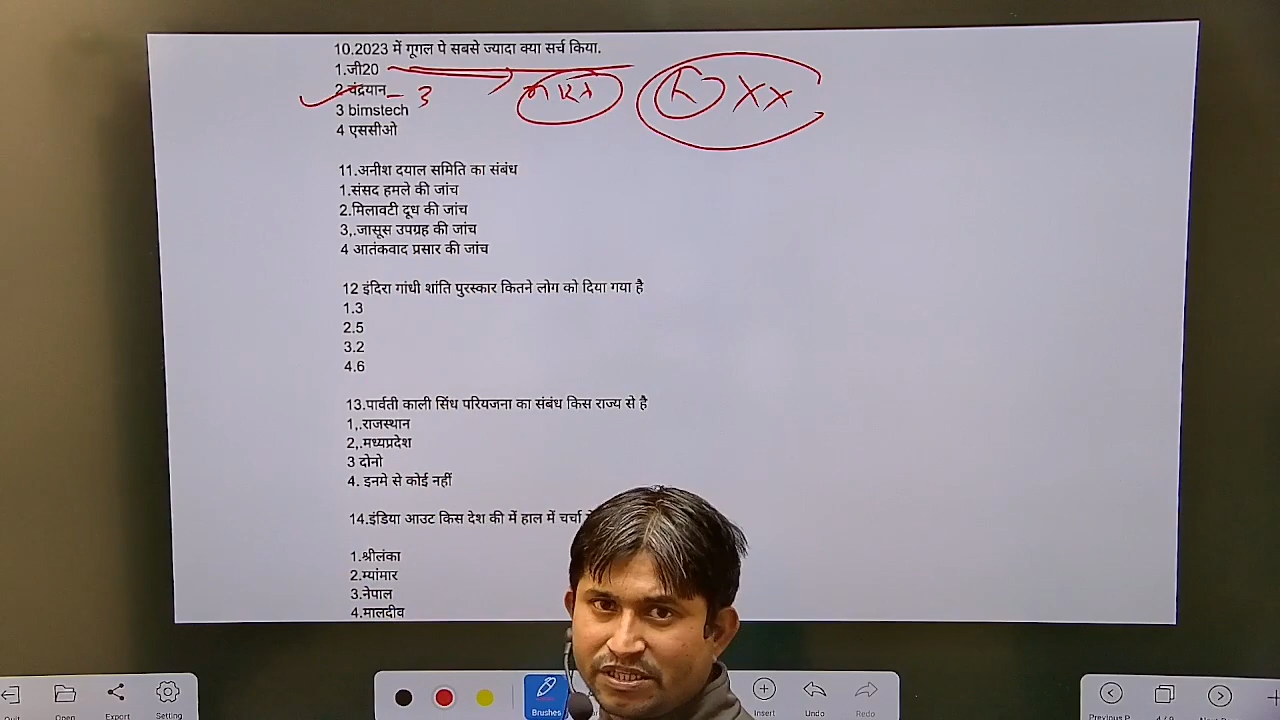 10.2023 में गूगल पे सबसे ज्यादा क्या सर्च किया.
1.जी20
2 चंद्रयान - 3
3 bimstech
4 एससीओ
11.अनीश दयाल समिति का संबंध
1.संसद हमले की जांच
2.मिलावटी दूध की जांच
3,.जासूस उपग्रह की जांच
4 आतंकवाद प्रसार की जांच
12 इंदिरा गांधी शांति पुरस्कार कितने लोग को दिया गया है
1.3
2.5
3.2
4.6
13.पार्वती काली सिंध परियजना का संबंध किस राज्य से है
1,.राजस्थान
2,.मध्यप्रदेश
3 दोनो
4. इनमे से कोई नहीं
14.इंडिया आउट किस देश की में हाल में चर्चा
1.श्रीलंका
2.म्यांमार
3.नेपाल
4.मालदीव
Open Export Setting Brushes Insert Undo Redo Previous P